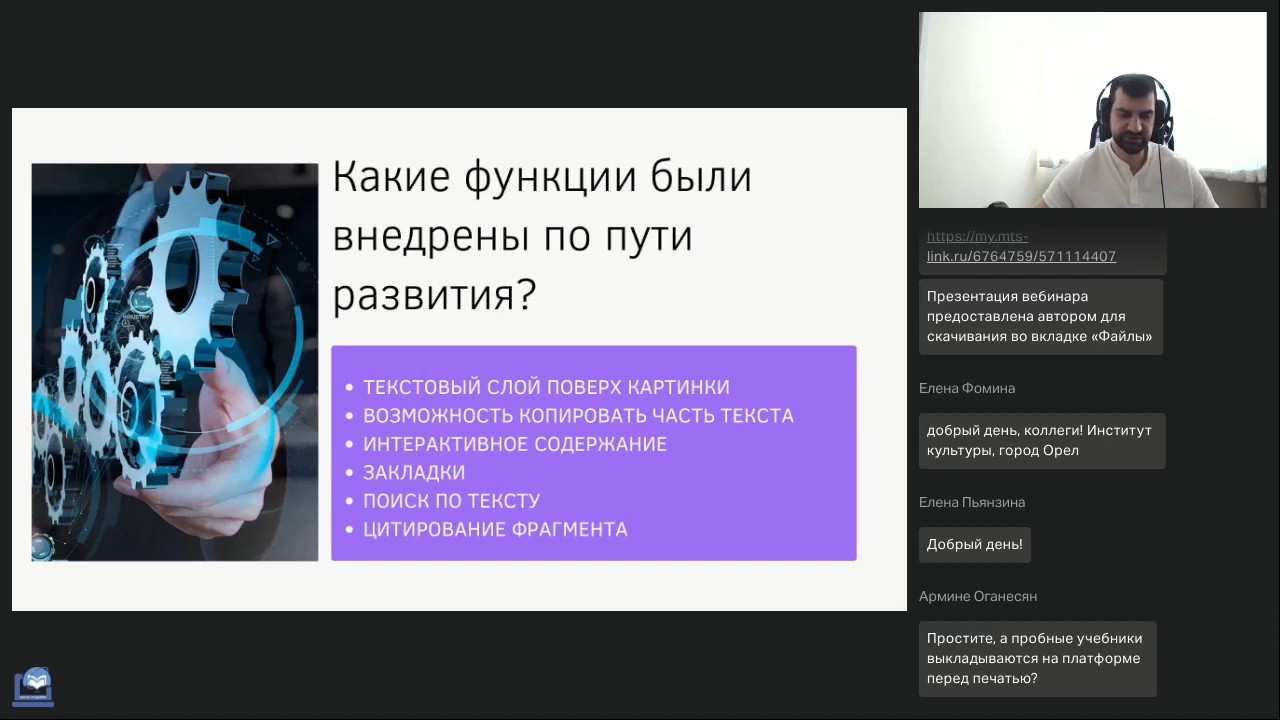 Какие функции были
внедрены по пути
развития?
• ТЕКСТОВЫЙ СЛОЙ ПОВЕРХ КАРТИНКИ
• ВОЗМОЖНОСТЬ КОПИРОВАТЬ ЧАСТЬ ТЕКСТА
• ИНТЕРАКТИВНОЕ СОДЕРЖАНИЕ
• ЗАКЛАДКИ
• ПОИСК ПО ТЕКСТУ
• ЦИТИРОВАНИЕ ФРАГМЕНТА
https://my.mts-
link.ru/6764759/571114407
Презентация вебинара
предоставлена автором для
скачивания во вкладке «Файлы»
Елена Фомина
добрый день, коллеги! Институт
культуры, город Орел
Елена Пьянзина
Добрый день!
Армине Оганесян
Простите, а пробные учебники
выкладываются на платформе
перед печатью?